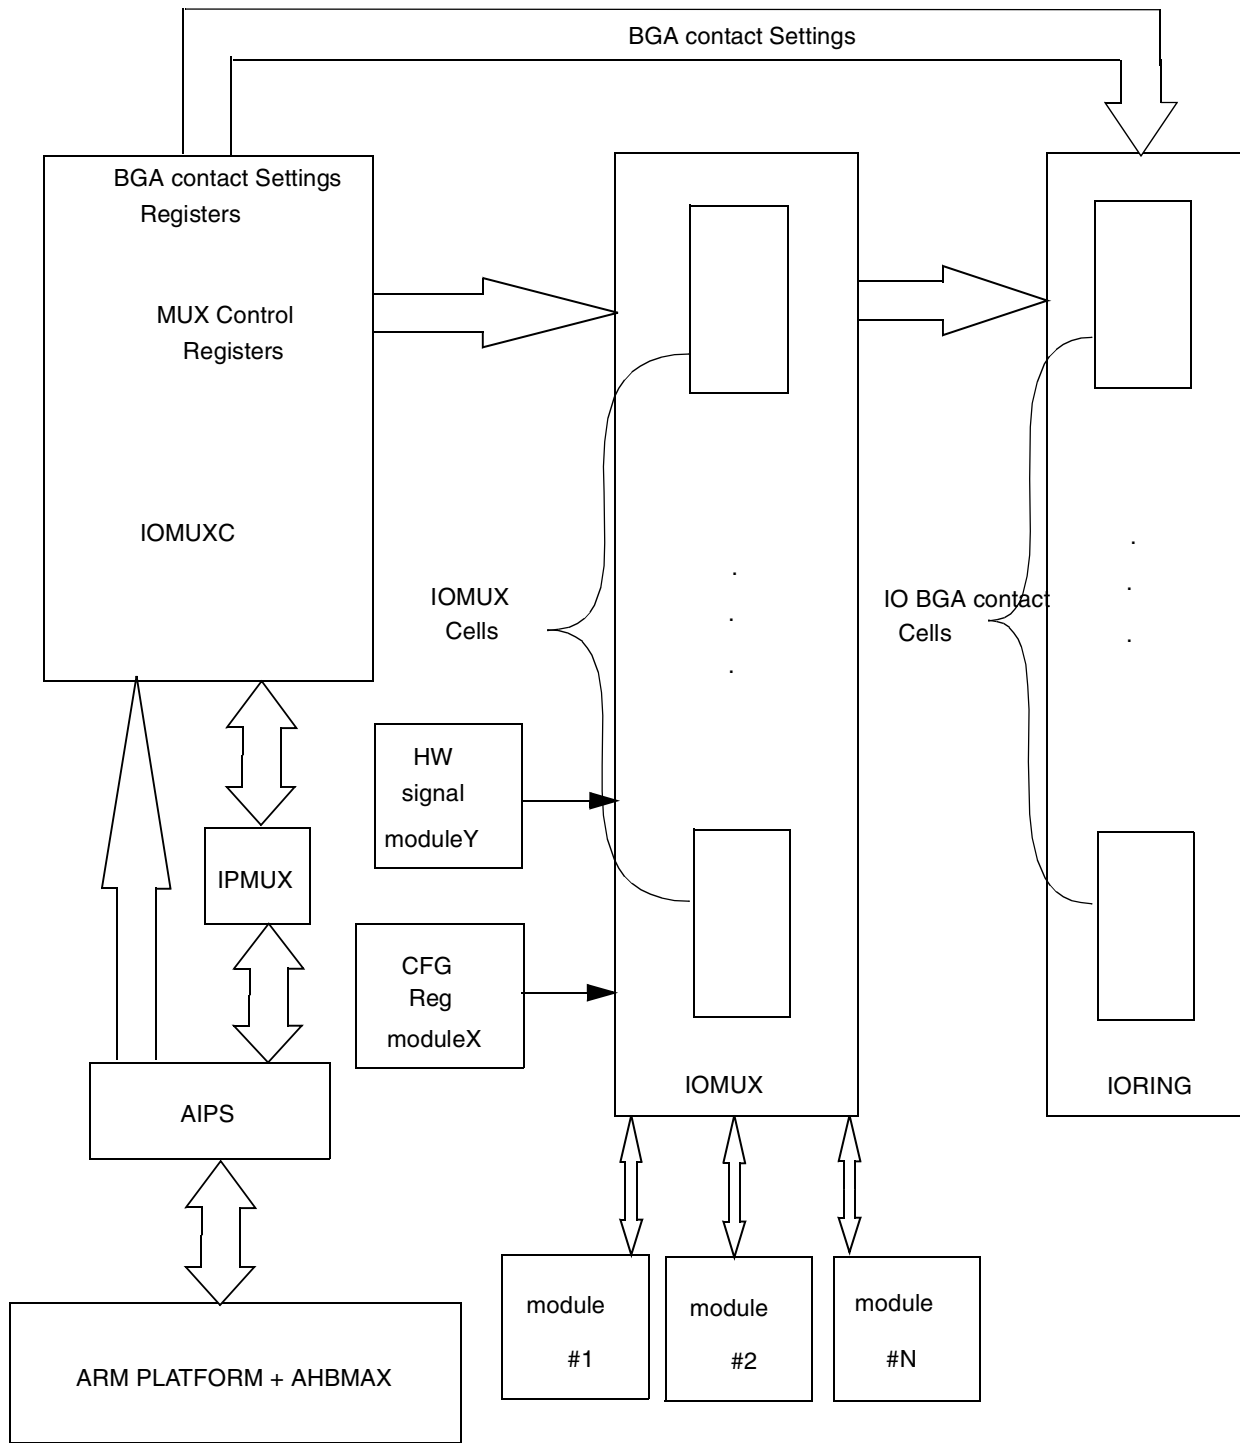 BGA contact Settings
BGA contact Settings
Registers
MUX Control
Registers
IOMUXC
IOMUX
Cells
IO BGA contact
Cells
HW
signal
moduleY
IPMUX
CFG
Reg
moduleX
IOMUX
IORING
AIPS
module
#1
module
#2
module
#N
ARM PLATFORM + AHBMAX